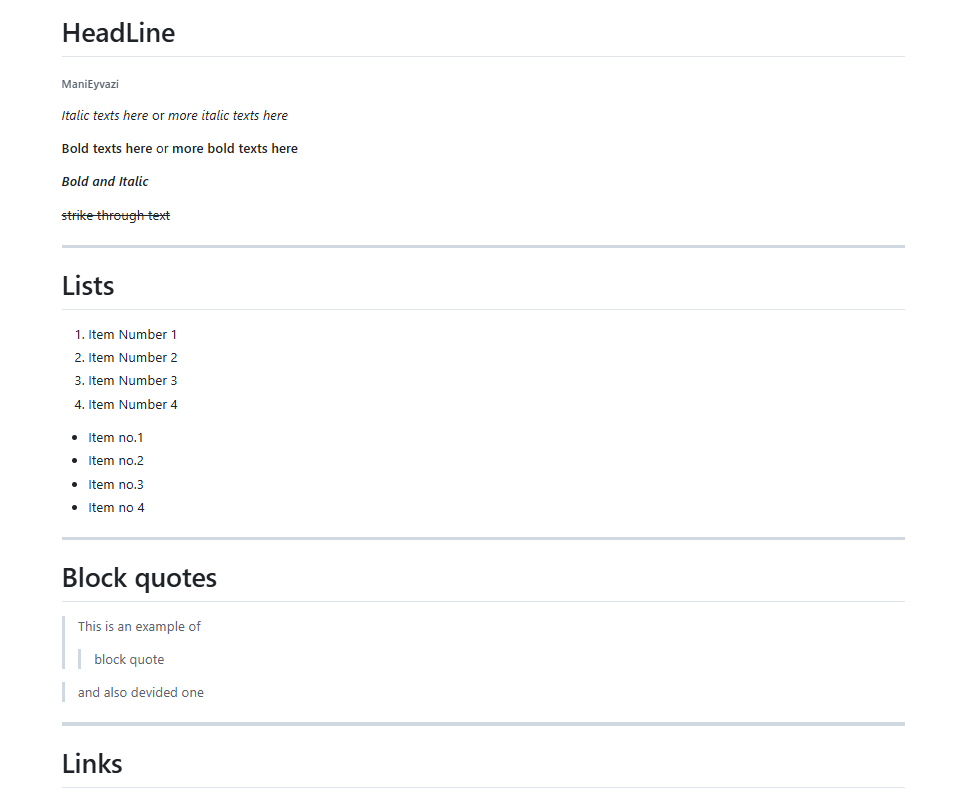 HeadLine
ManiEyvazi
Italic texts here or more italic texts here
Bold texts here or more bold texts here
Bold and Italic
strike through text
Lists
1. Item Number 1
2. Item Number 2
3. Item Number 3
4. Item Number 4
• Item no.1
• Item no.2
• Item no.3
• Item no 4
Block quotes
This is an example of
block quote
and also devided one
Links